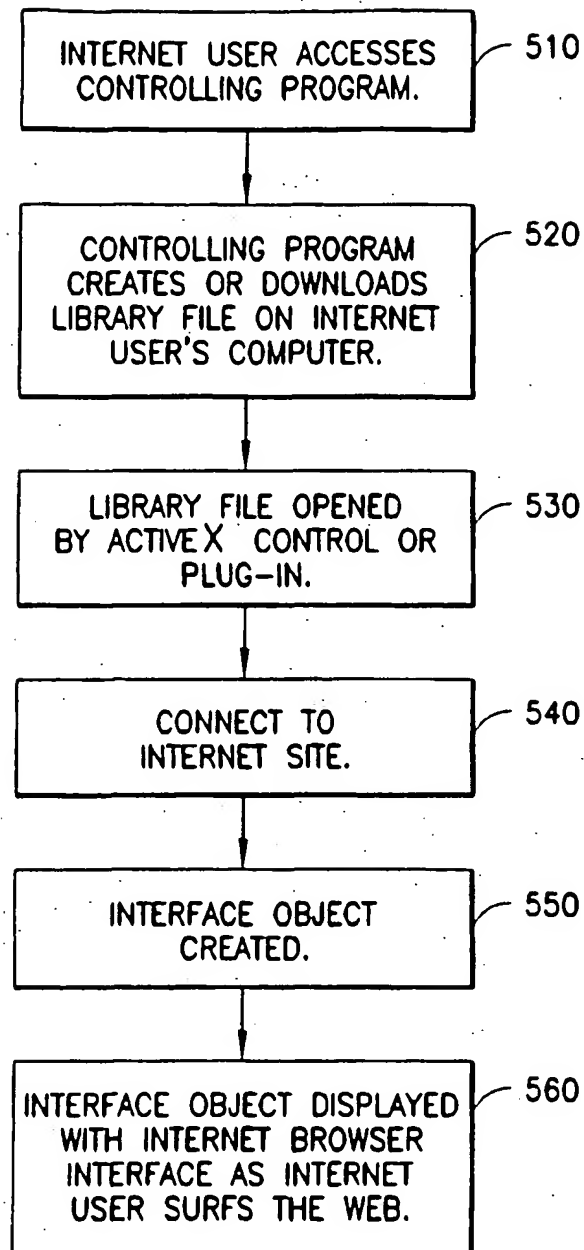 INTERNET USER ACCESSES
CONTROLLING PROGRAM.
510
CONTROLLING PROGRAM
CREATES OR DOWNLOADS
LIBRARY FILE ON INTERNET
USER'S COMPUTER.
520
LIBRARY FILE OPENED
BY ACTIVEX CONTROL OR
PLUG-IN.
530
CONNECT TO
INTERNET SITE.
540
INTERFACE OBJECT
CREATED.
550
INTERFACE OBJECT DISPLAYED
WITH INTERNET BROWSER
INTERFACE AS INTERNET
USER SURFS THE WEB.
560